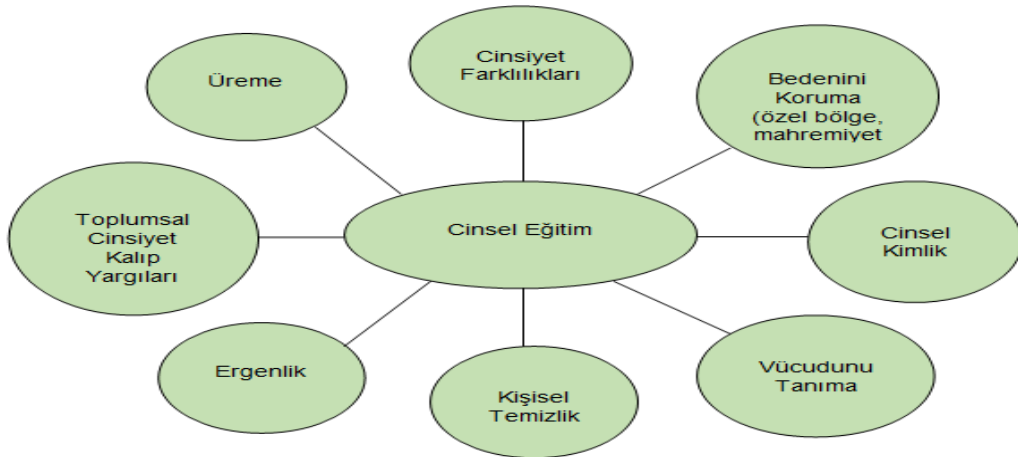 Üreme
Cinsiyet
Farklılıkları
Bedenini
Koruma
(özel bölge,
mahremiyet
Toplumsal
Cinsiyet
Kalıp
Yargıları
Cinsel Eğitim
Cinsel
Kimlik
Ergenlik
Kişisel
Temizlik
Vücudunu
Tanıma